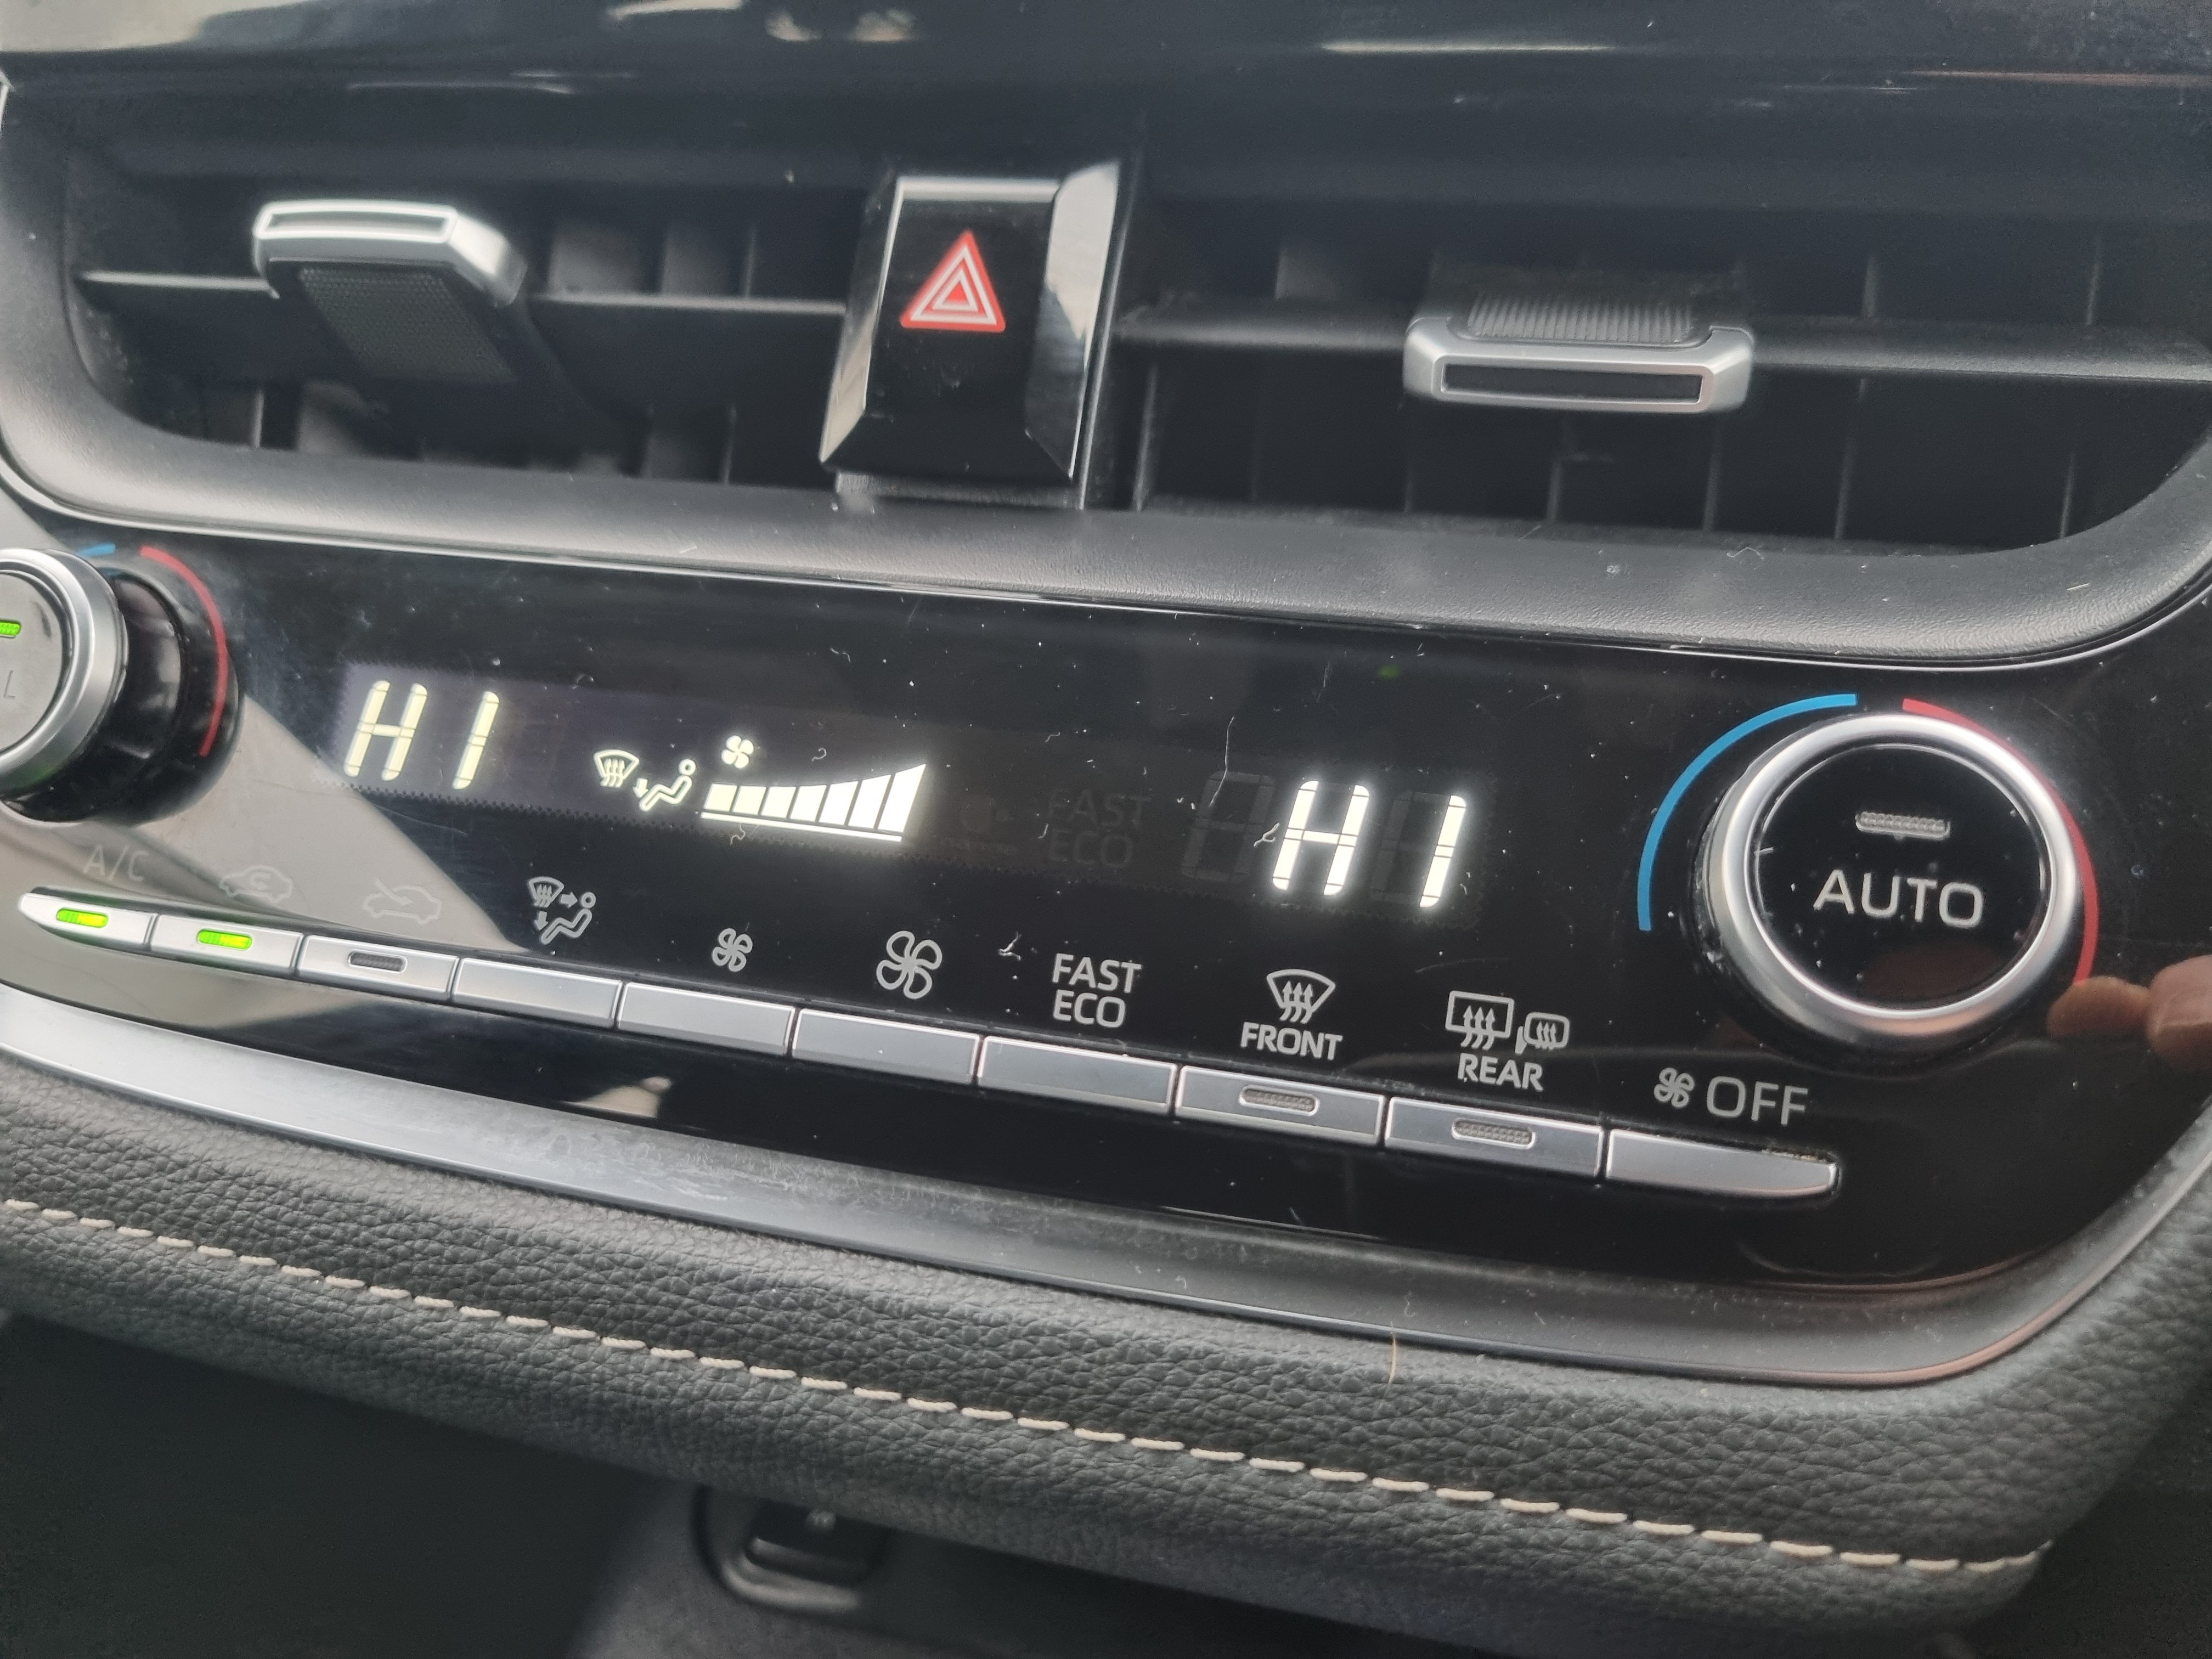 HI
HI
AUTO
FAST
ECO
A/C
FAST
ECO
FRONT
REAR
OFF